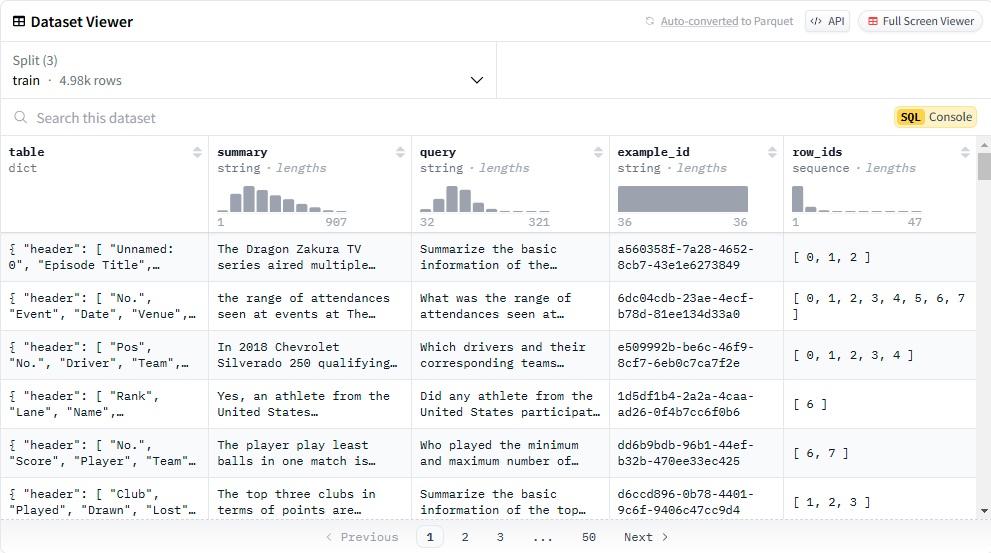 Dataset Viewer
Auto-converted to Parquet
API
Full Screen Viewer
Split (3)
train · 4.98k rows
Search this dataset
SQL Console
table
dict
summary
string · lengths
1 907
query
string · lengths
32 321
example_id
string · lengths
36 36
row_ids
sequence · lengths
1 47
{ "header": [ "Unnamed:
0", "Episode Title",…
The Dragon Zakura TV
series aired multiple…
Summarize the basic
information of the…
a560358f-7a28-4652-
8cb7-43e1e6273849
[ 0, 1, 2 ]
{ "header": [ "No.",
"Event", "Date", "Venue",…
the range of attendances
seen at events at The…
What was the range of
attendances seen at…
6dc04cdb-23ae-4ecf-
b78d-81ee134d33a0
[ 0, 1, 2, 3, 4, 5, 6, 7
]
{ "header": [ "Pos",
"No.", "Driver", "Team",…
In 2018 Chevrolet
Silverado 250 qualifying…
Which drivers and their
corresponding teams…
e509992b-be6c-46f9-
8cf7-6eb0c7ca7f2e
[ 0, 1, 2, 3, 4 ]
{ "header": [ "Rank",
"Lane", "Name",…
Yes, an athlete from the
United States…
Did any athlete from the
United States participat…
1d5df1b4-2a2a-4caa-
ad26-0f4b7cc6f0b6
[ 6 ]
{ "header": [ "No.",
"Score", "Player", "Team"…
The player play least
balls in one match is…
Who played the minimum
and maximum number of…
dd6b9bdb-96b1-44ef-
b32b-470ee33ec425
[ 6, 7 ]
{ "header": [ "Club",
"Played", "Drawn", "Lost"…
The top three clubs in
terms of points are…
Summarize the basic
information of the top…
d6ccd896-0b78-4401-
9c6f-9406c47cc9d4
[ 1, 2, 3 ]
< Previous 1 2 3 ... 50 Next >